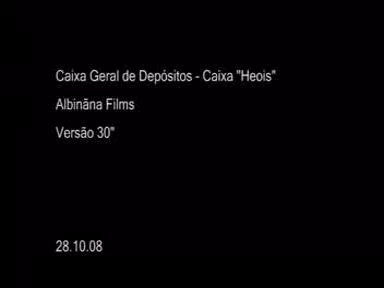 Caixa Geral de Depósitos - Caixa "Heois"
Albinãna Films
Versão 30"
28.10.08